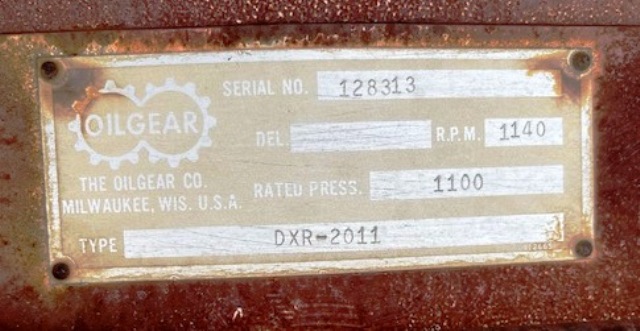 OILGEAR
THE OILGEAR CO.
MILWAUKEE, WIS. U.S.A.
SERIAL NO. 128313
DEL R.P.M. 1140
RATED PRESS. 1100
TYPE DXR-2011